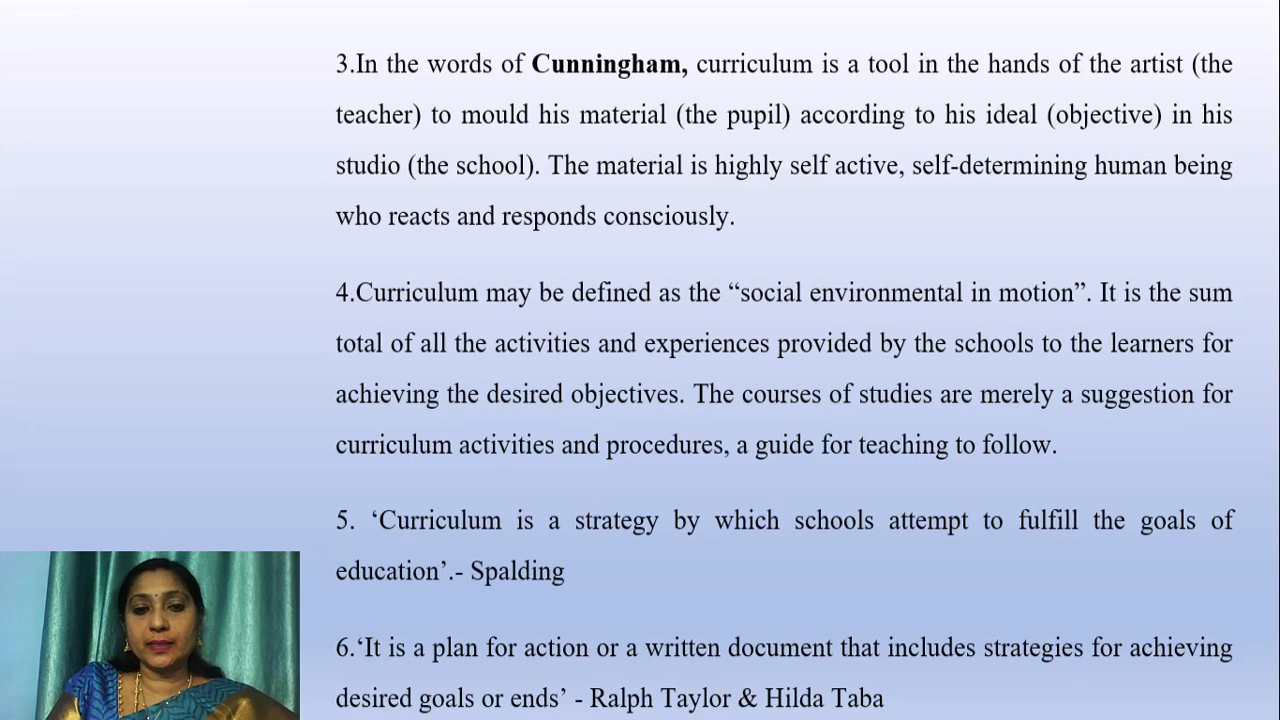 3.In the words of Cunningham, curriculum is a tool in the hands of the artist (the
teacher) to mould his material (the pupil) according to his ideal (objective) in his
studio (the school). The material is highly self active, self-determining human being
who reacts and responds consciously.
4.Curriculum may be defined as the “social environmental in motion”. It is the sum
total of all the activities and experiences provided by the schools to the learners for
achieving the desired objectives. The courses of studies are merely a suggestion for
curriculum activities and procedures, a guide for teaching to follow.
5. ‘Curriculum is a strategy by which schools attempt to fulfill the goals of
education’.- Spalding
6.‘It is a plan for action or a written document that includes strategies for achieving
desired goals or ends’ - Ralph Taylor & Hilda Taba